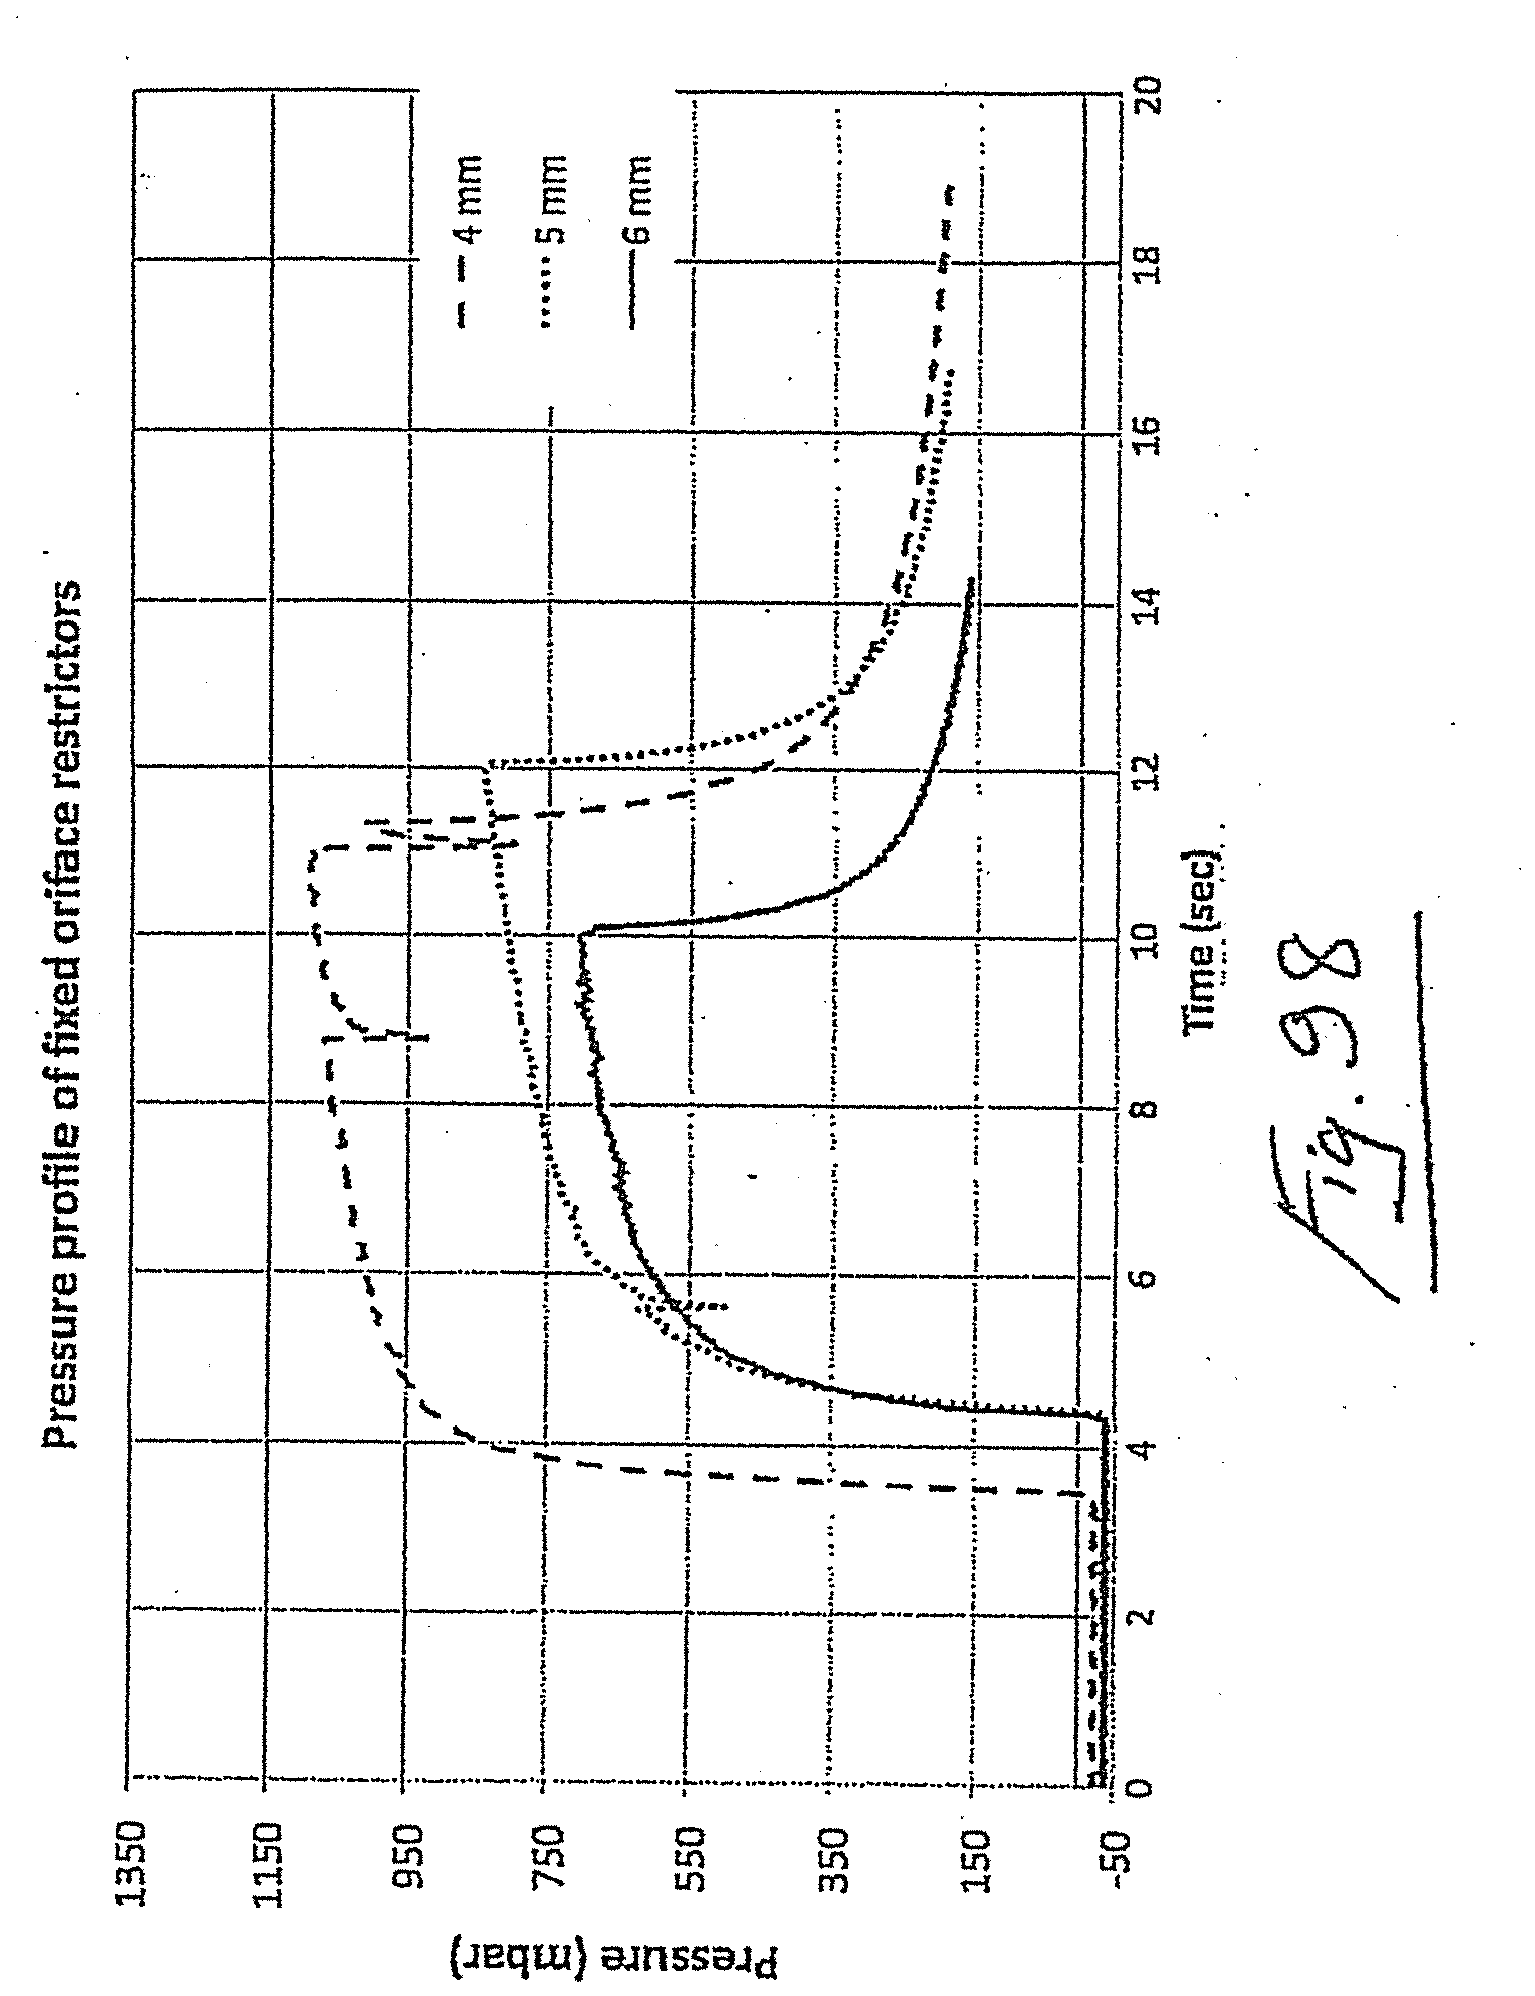 Pressure profile of fixed oriface restrictors
Pressure (mbar)
1350
1150
950
750
550
350
150
-50
4 mm
5 mm
6 mm
0 2 4 6 8 10 12 14 16 18 20
Time (sec)
Fig. 98